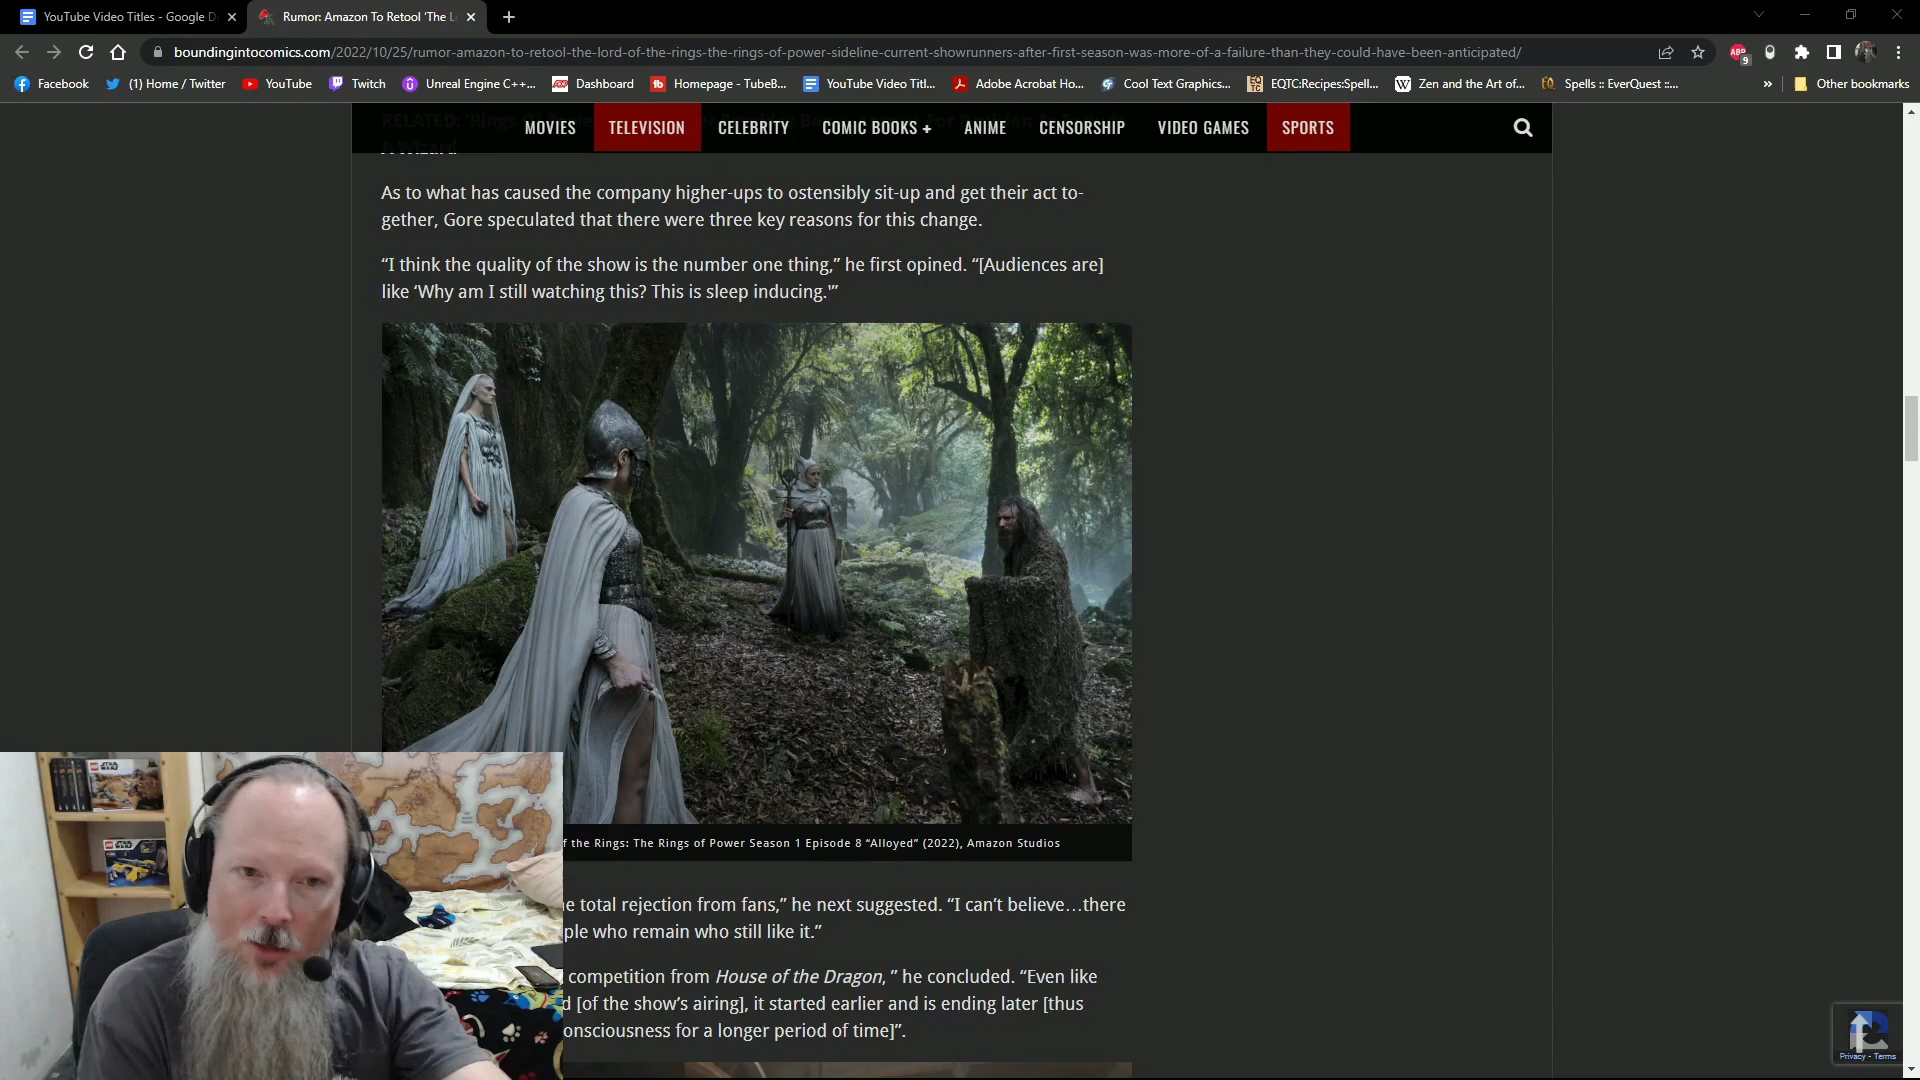 YouTube Video Titles - Google D
Rumor: Amazon To Retool 'The L
boundingintocomics.com/2022/10/25/rumor-amazon-to-retool-the-lord-of-the-rings-the-rings-of-power-sideline-current-showrunners-after-first-season-was-more-of-a-failure-than-they-could-have-been-anticipated/
ABP
9
Facebook
(1) Home / Twitter
YouTube
Twitch
Unreal Engine C++...
Dashboard
Homepage - TubeB...
YouTube Video Titl...
Adobe Acrobat Ho...
Cool Text Graphics...
EQTC:Recipes:Spell...
Zen and the Art of...
Spells :: EverQuest ::...
» Other bookmarks
MOVIES TELEVISION CELEBRITY COMIC BOOKS + ANIME CENSORSHIP VIDEO GAMES SPORTS
A Wizard
As to what has caused the company higher-ups to ostensibly sit-up and get their act to-
gether, Gore speculated that there were three key reasons for this change.
“I think the quality of the show is the number one thing,” he first opined. “[Audiences are]
like ‘Why am I still watching this? This is sleep inducing.'”
STAR WARS
f the Rings: The Rings of Power Season 1 Episode 8 “Alloyed” (2022), Amazon Studios
e total rejection from fans,” he next suggested. “I can’t believe…there
ple who remain who still like it.”
competition from House of the Dragon,” he concluded. “Even like
d [of the show’s airing], it started earlier and is ending later [thus
onsciousness for a longer period of time]”.
Privacy - Terms